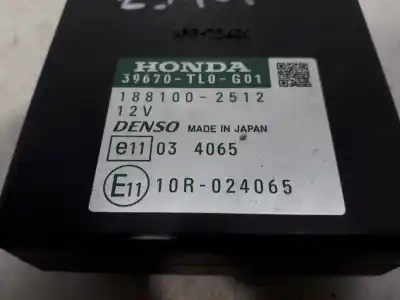 HONDA
39670-TL0-G01
188100-2512
12V
DENSO MADE IN JAPAN
e11 03 4065
E11 10R-024065